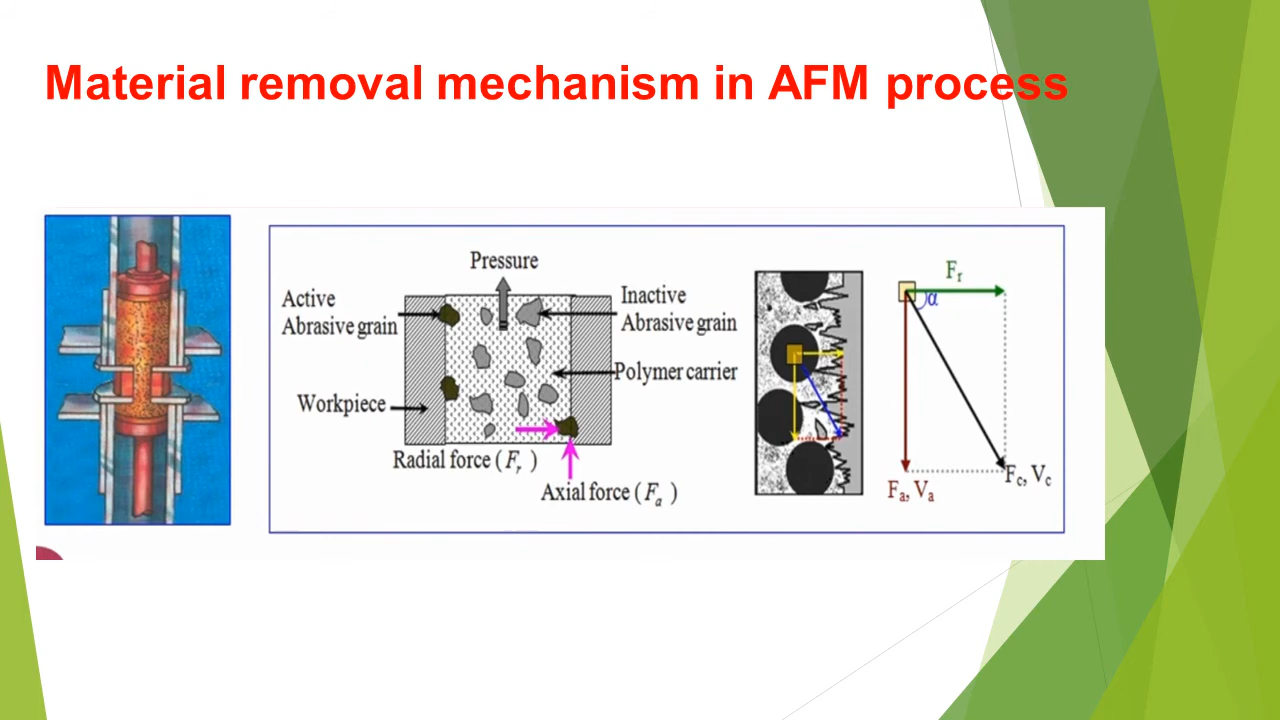 Material removal mechanism in AFM process
Pressure
Active
Abrasive grain
Inactive
Abrasive grain
Polymer carrier
Workpiece
Radial force ( Fr )
Axial force ( Fa )
Fr
α
Fc, Vc
Fa, Va